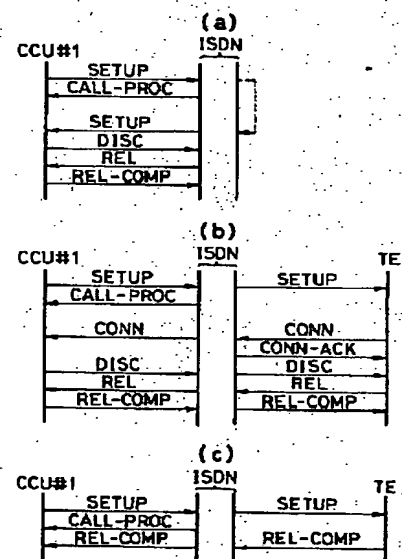 (a)
CCU#1 ISDN
SETUP
CALL-PROC
SETUP
DISC
REL
REL-COMP
(b)
CCU#1 ISDN TE
SETUP SETUP
CALL-PROC
CONN CONN
CONN-ACK
DISC DISC
REL REL
REL-COMP REL-COMP
(c)
CCU#1 ISDN TE
SETUP SETUP
CALL-PROC
REL-COMP REL-COMP